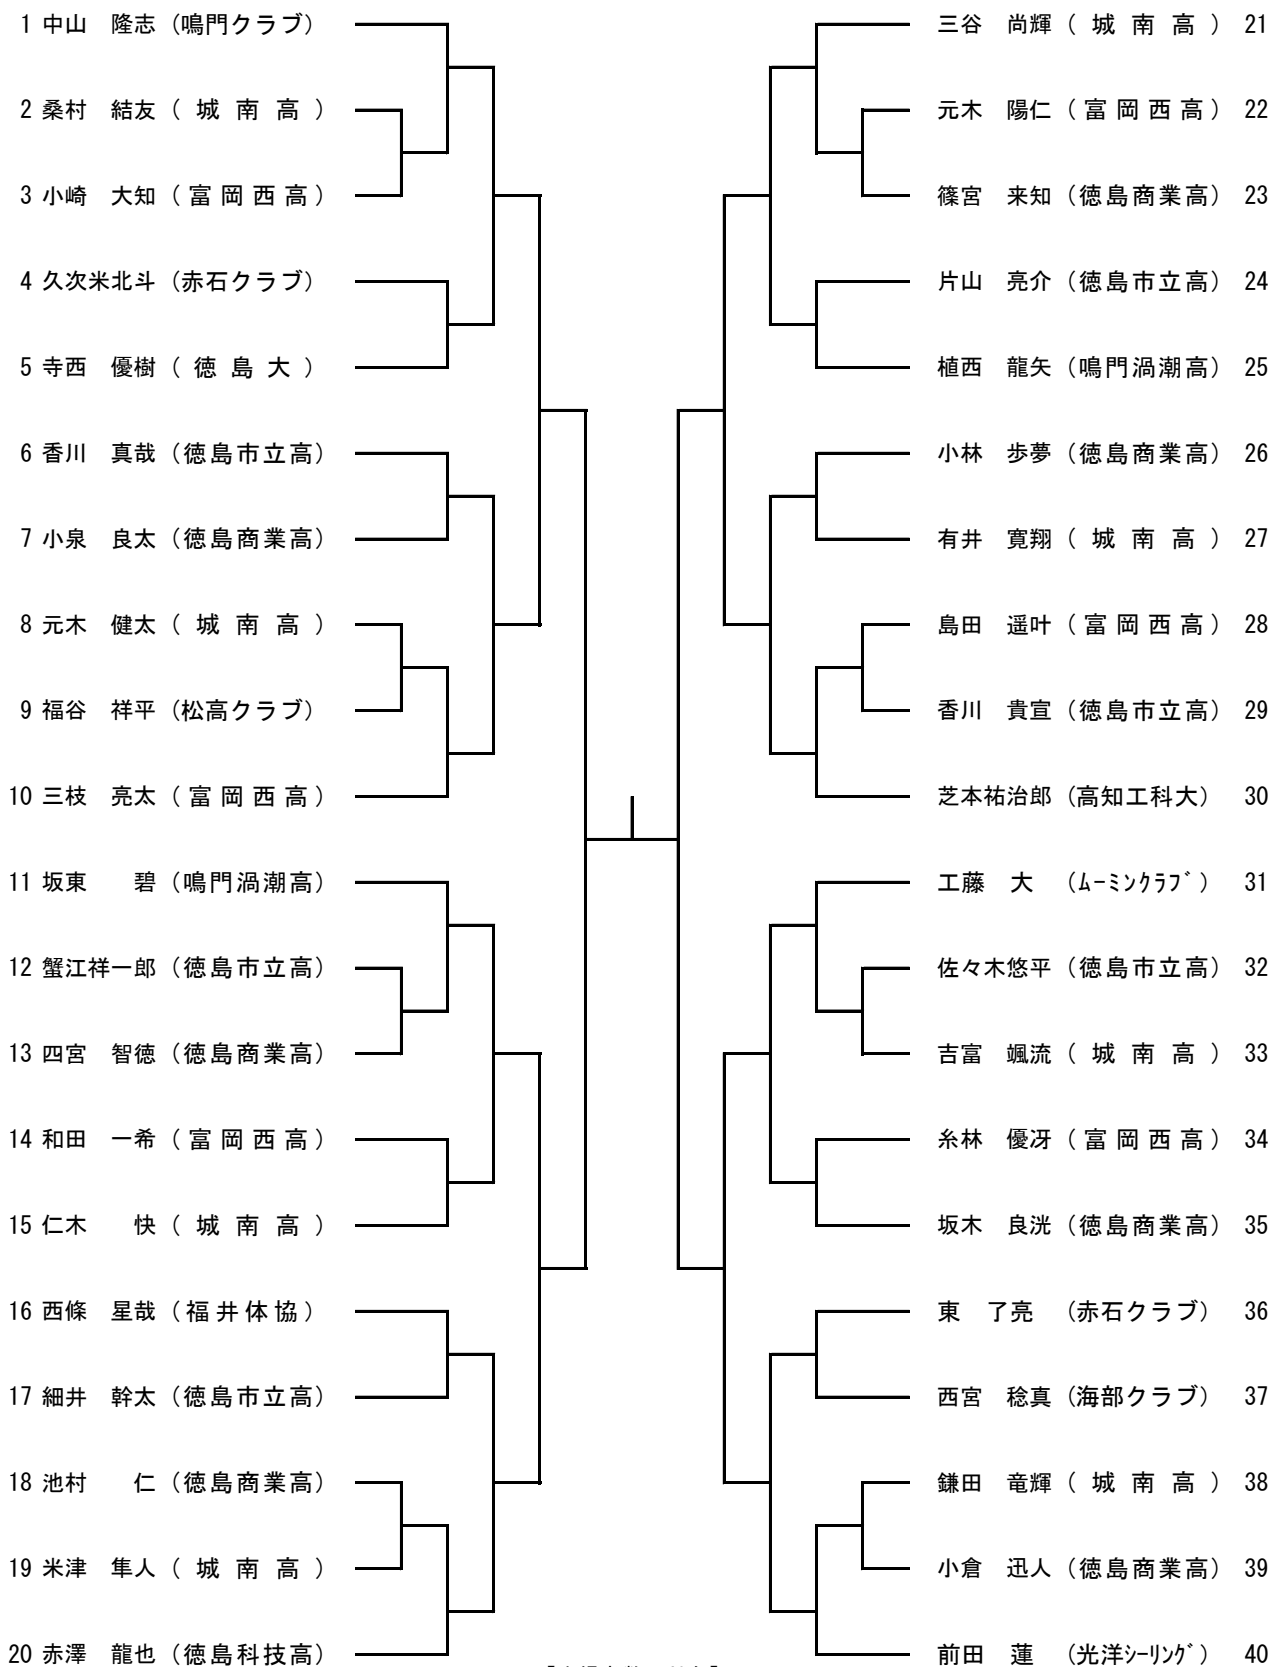 1 中山 隆志 (鳴門クラブ)
2 桑村 結友 ( 城 南 高 )
3 小崎 大知 ( 富 岡 西 高 )
4 久次米北斗 (赤石クラブ)
5 寺西 優樹 ( 徳 島 大 )
6 香川 真哉 (徳島市立高)
7 小泉 良太 (徳島商業高)
8 元木 健太 ( 城 南 高 )
9 福谷 祥平 (松高クラブ)
10 三枝 亮太 ( 富 岡 西 高 )
11 坂東 碧 (鳴門渦潮高)
12 蟹江祥一郎 (徳島市立高)
13 四宮 智徳 (徳島商業高)
14 和田 一希 ( 富 岡 西 高 )
15 仁木 快 ( 城 南 高 )
16 西條 星哉 ( 福 井 体 協 )
17 細井 幹太 (徳島市立高)
18 池村 仁 (徳島商業高)
19 米津 隼人 ( 城 南 高 )
20 赤澤 龍也 (徳島科技高)
三谷 尚輝 ( 城 南 高 ) 21
元木 陽仁 ( 富 岡 西 高 ) 22
篠宮 来知 (徳島商業高) 23
片山 亮介 (徳島市立高) 24
植西 龍矢 (鳴門渦潮高) 25
小林 歩夢 (徳島商業高) 26
有井 寛翔 ( 城 南 高 ) 27
島田 遥叶 ( 富 岡 西 高 ) 28
香川 貴宣 (徳島市立高) 29
芝本祐治郎 (高知工科大) 30
工藤 大 (ムーミンクラブ) 31
佐々木悠平 (徳島市立高) 32
吉富 颯流 ( 城 南 高 ) 33
糸林 優冴 ( 富 岡 西 高 ) 34
坂木 良洸 (徳島商業高) 35
東 了亮 (赤石クラブ) 36
西宮 稔真 (海部クラブ) 37
鎌田 竜輝 ( 城 南 高 ) 38
小倉 迅人 (徳島商業高) 39
前田 蓮 (光洋シーリング) 40